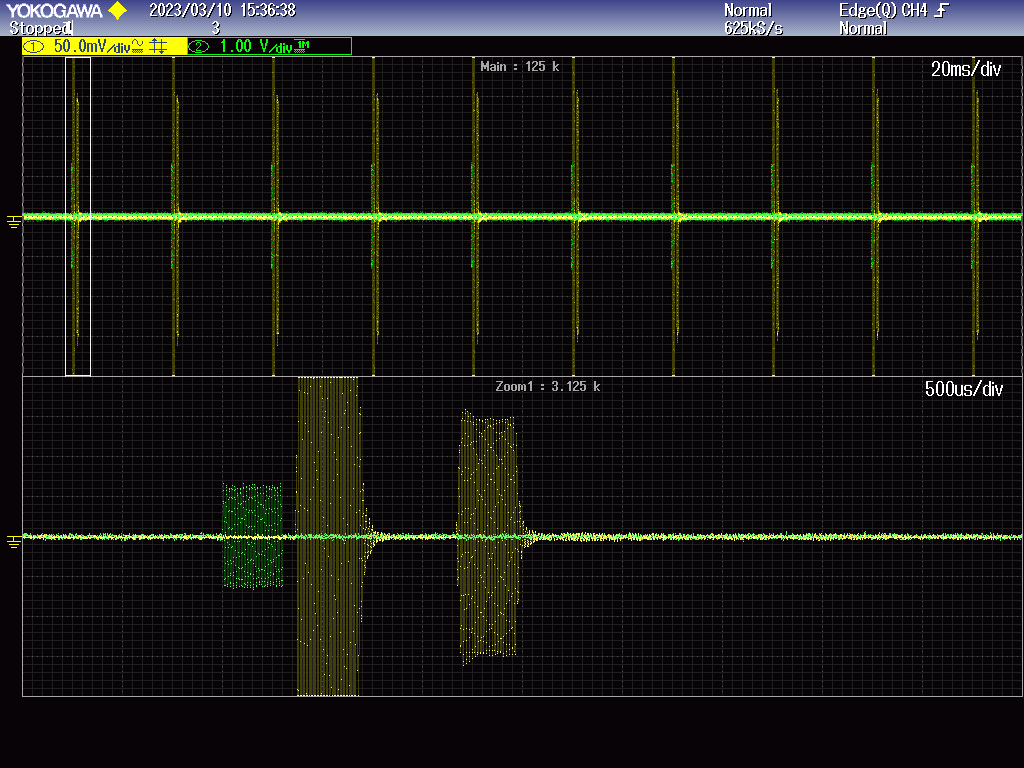 YOKOGAWA 2023/03/10 15:36:38 Normal Edge(Q) CH4
Stopped 3 625kS/s Normal
1 50.0mV/div 2 1.00 V/div 1M
Main : 125 k 20ms/div
Zoom1 : 3.125 k 500us/div